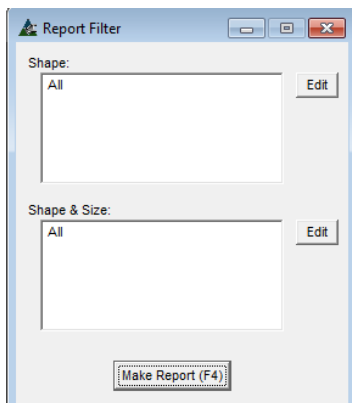 Report Filter
Shape:
All
Edit
Shape & Size:
All
Edit
Make Report (F4)